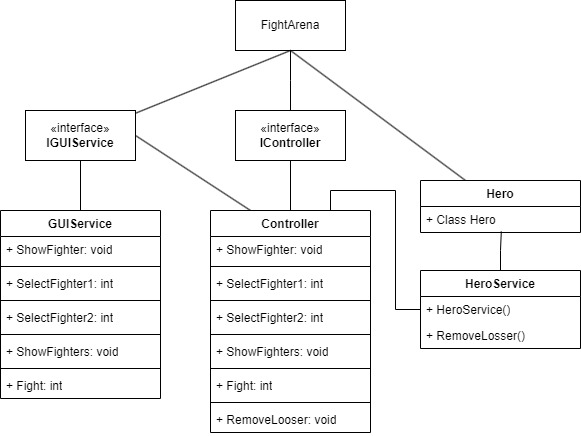 FightArena
«interface»
IGUIService
«interface»
IController
Hero
+ Class Hero
GUIService
+ ShowFighter: void
+ SelectFighter1: int
+ SelectFighter2: int
+ ShowFighters: void
+ Fight: int
Controller
+ ShowFighter: void
+ SelectFighter1: int
+ SelectFighter2: int
+ ShowFighters: void
+ Fight: int
+ RemoveLooser: void
HeroService
+ HeroService()
+ RemoveLosser()